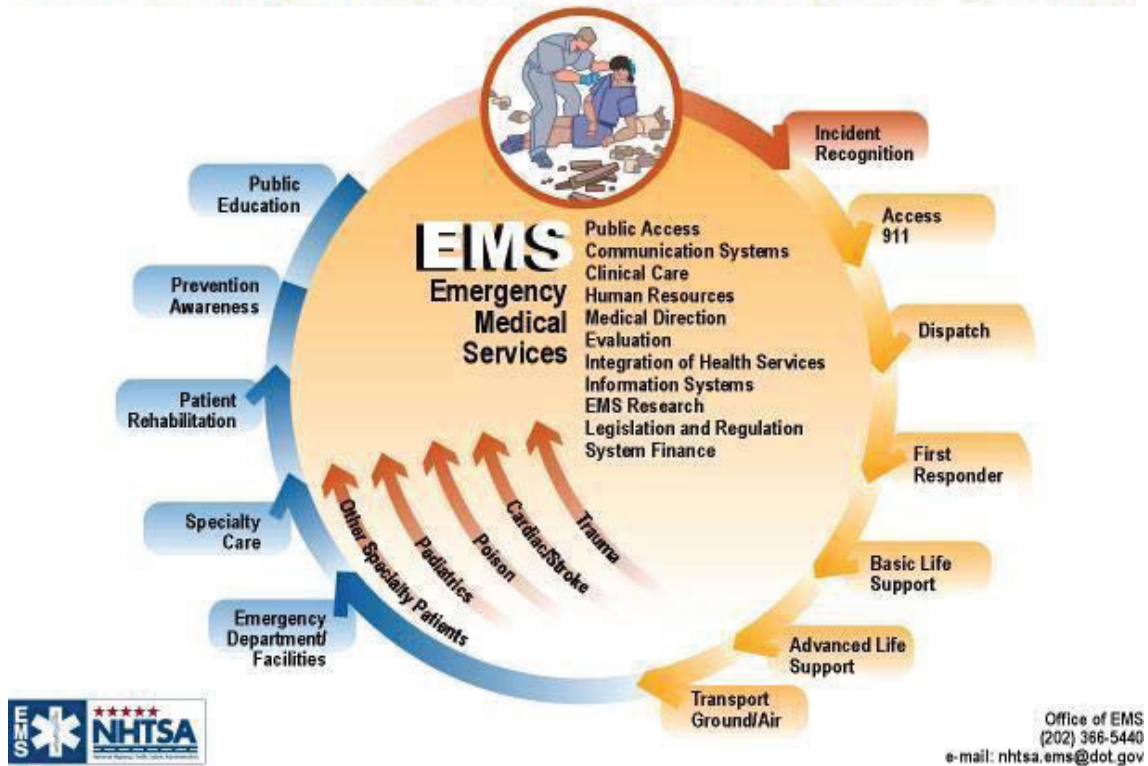 Incident
Recognition
Access
911
Dispatch
First
Responder
Basic Life
Support
Advanced Life
Support
Transport
Ground/Air
Emergency
Department/
Facilities
Specialty
Care
Patient
Rehabilitation
Prevention
Awareness
Public
Education
EMS
Emergency
Medical
Services
Public Access
Communication Systems
Clinical Care
Human Resources
Medical Direction
Evaluation
Integration of Health Services
Information Systems
EMS Research
Legislation and Regulation
System Finance
Other Specialty Patients
Pediatrics
Poison
Cardiac/Stroke
Trauma
EMS
NHTSA
Office of EMS
(202) 366-5440
e-mail: nhtsa.ems@dot.gov